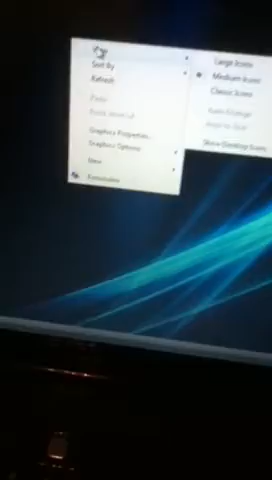 View
Sort By
Refresh
Paste
Paste Shortcut
Graphics Properties...
Graphics Options
New
Personalize
Large Icons
Medium Icons
Classic Icons
Auto Arrange
Align to Grid
Show Desktop Icons